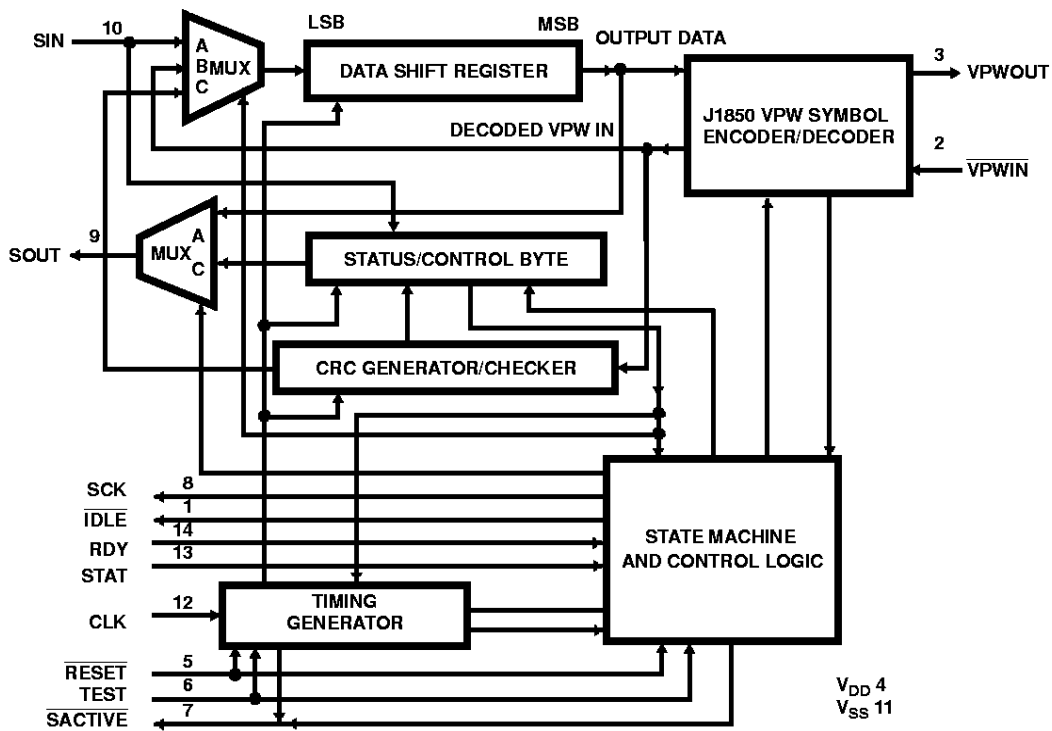 10
SIN
A
B MUX
C
LSB
MSB
DATA SHIFT REGISTER
OUTPUT DATA
3
VPWOUT
J1850 VPW SYMBOL
ENCODER/DECODER
DECODED VPW IN
2
VPWIN
9
SOUT
MUX
A
C
STATUS/CONTROL BYTE
CRC GENERATOR/CHECKER
SCK
8
IDLE
1
RDY
14
STAT
13
STATE MACHINE
AND CONTROL LOGIC
CLK
12
TIMING
GENERATOR
RESET
5
TEST
6
SACTIVE
7
VDD 4
VSS 11